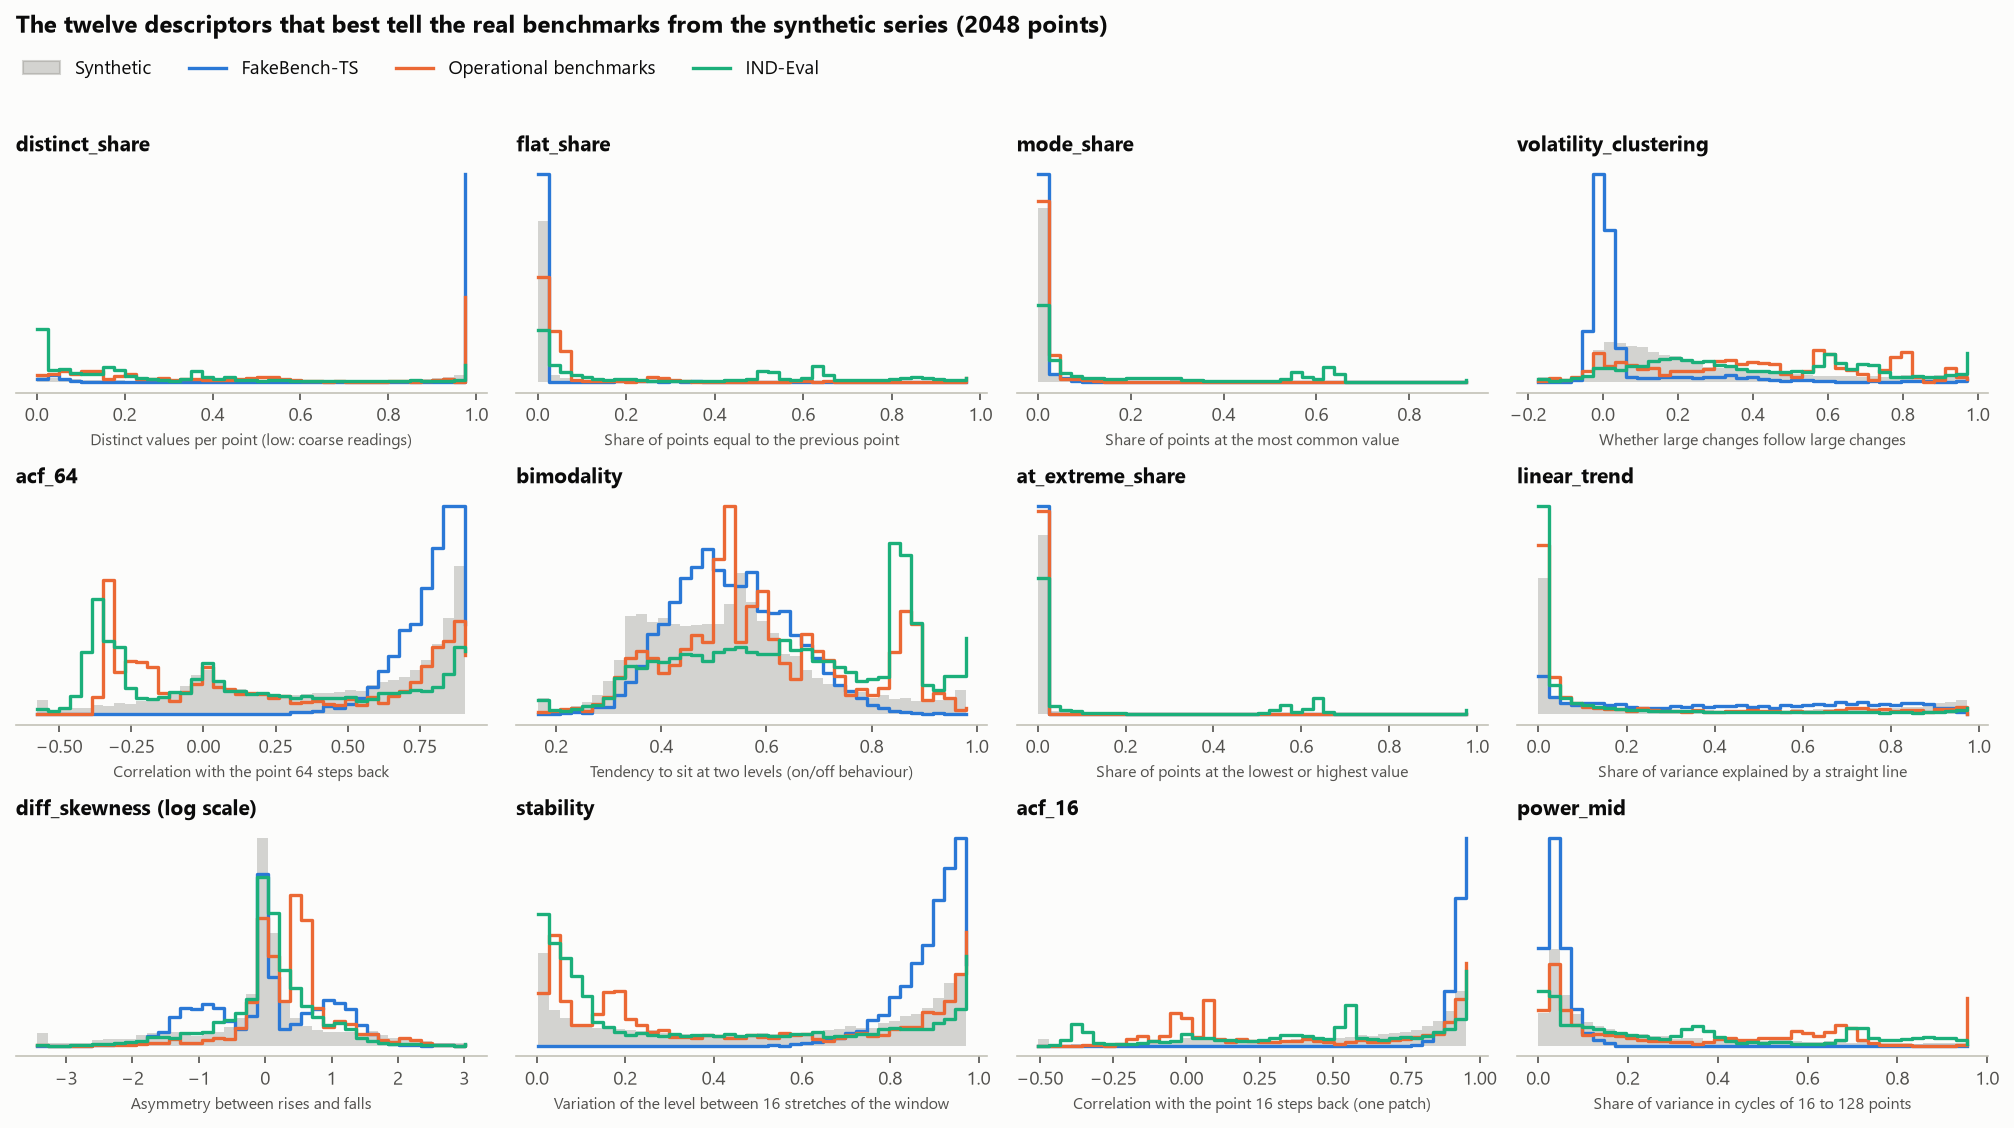 The twelve descriptors that best tell the real benchmarks from the synthetic series (2048 points)
Synthetic FakeBench-TS Operational benchmarks IND-Eval
distinct_share flat_share mode_share volatility_clustering
0.0 0.2 0.4 0.6 0.8 1.0 0.0 0.2 0.4 0.6 0.8 1.0 0.0 0.2 0.4 0.6 0.8 −0.2 0.0 0.2 0.4 0.6 0.8 1.0
Distinct values per point (low: coarse readings) Share of points equal to the previous point Share of points at the most common value Whether large changes follow large changes
acf_64 bimodality at_extreme_share linear_trend
−0.50 −0.25 0.00 0.25 0.50 0.75 0.2 0.4 0.6 0.8 1.0 0.0 0.2 0.4 0.6 0.8 1.0 0.0 0.2 0.4 0.6 0.8 1.0
Correlation with the point 64 steps back Tendency to sit at two levels (on/off behaviour) Share of points at the lowest or highest value Share of variance explained by a straight line
diff_skewness (log scale) stability acf_16 power_mid
−3 −2 −1 0 1 2 3 0.0 0.2 0.4 0.6 0.8 1.0 −0.50 −0.25 0.00 0.25 0.50 0.75 1.00 0.0 0.2 0.4 0.6 0.8 1.0
Asymmetry between rises and falls Variation of the level between 16 stretches of the window Correlation with the point 16 steps back (one patch) Share of variance in cycles of 16 to 128 points